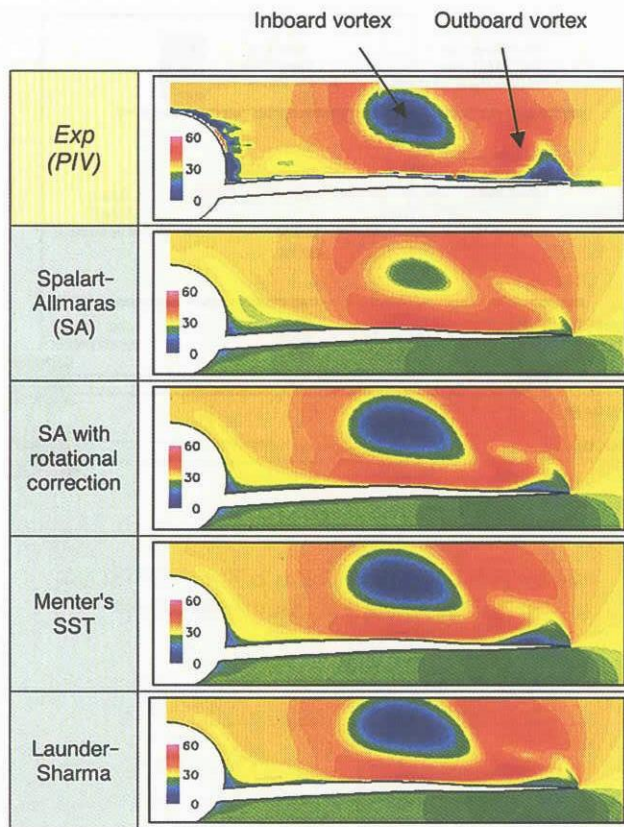 Inboard vortex Outboard vortex
Exp
(PIV)
60
30
0
Spalart-
Allmaras
(SA)
60
30
0
SA with
rotational
correction
60
30
0
Menter's
SST
60
30
0
Launder-
Sharma
60
30
0